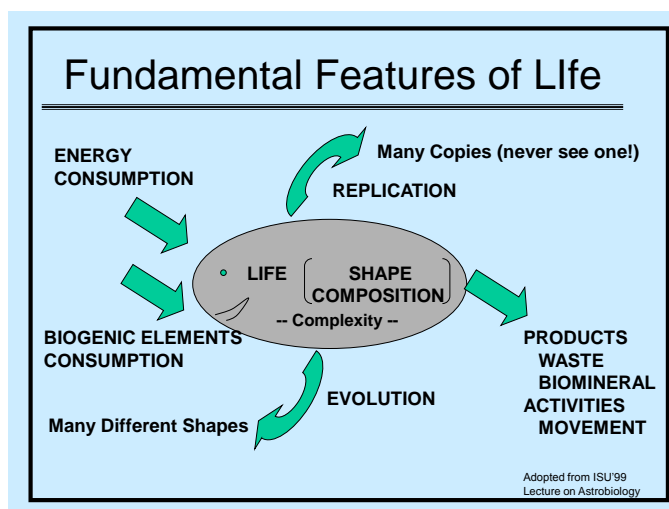 Fundamental Features of LIfe
ENERGY
CONSUMPTION
Many Copies (never see one!)
REPLICATION
LIFE
SHAPE
COMPOSITION
-- Complexity --
BIOGENIC ELEMENTS
CONSUMPTION
PRODUCTS
WASTE
BIOMINERAL
ACTIVITIES
MOVEMENT
EVOLUTION
Many Different Shapes
Adopted from ISU'99
Lecture on Astrobiology